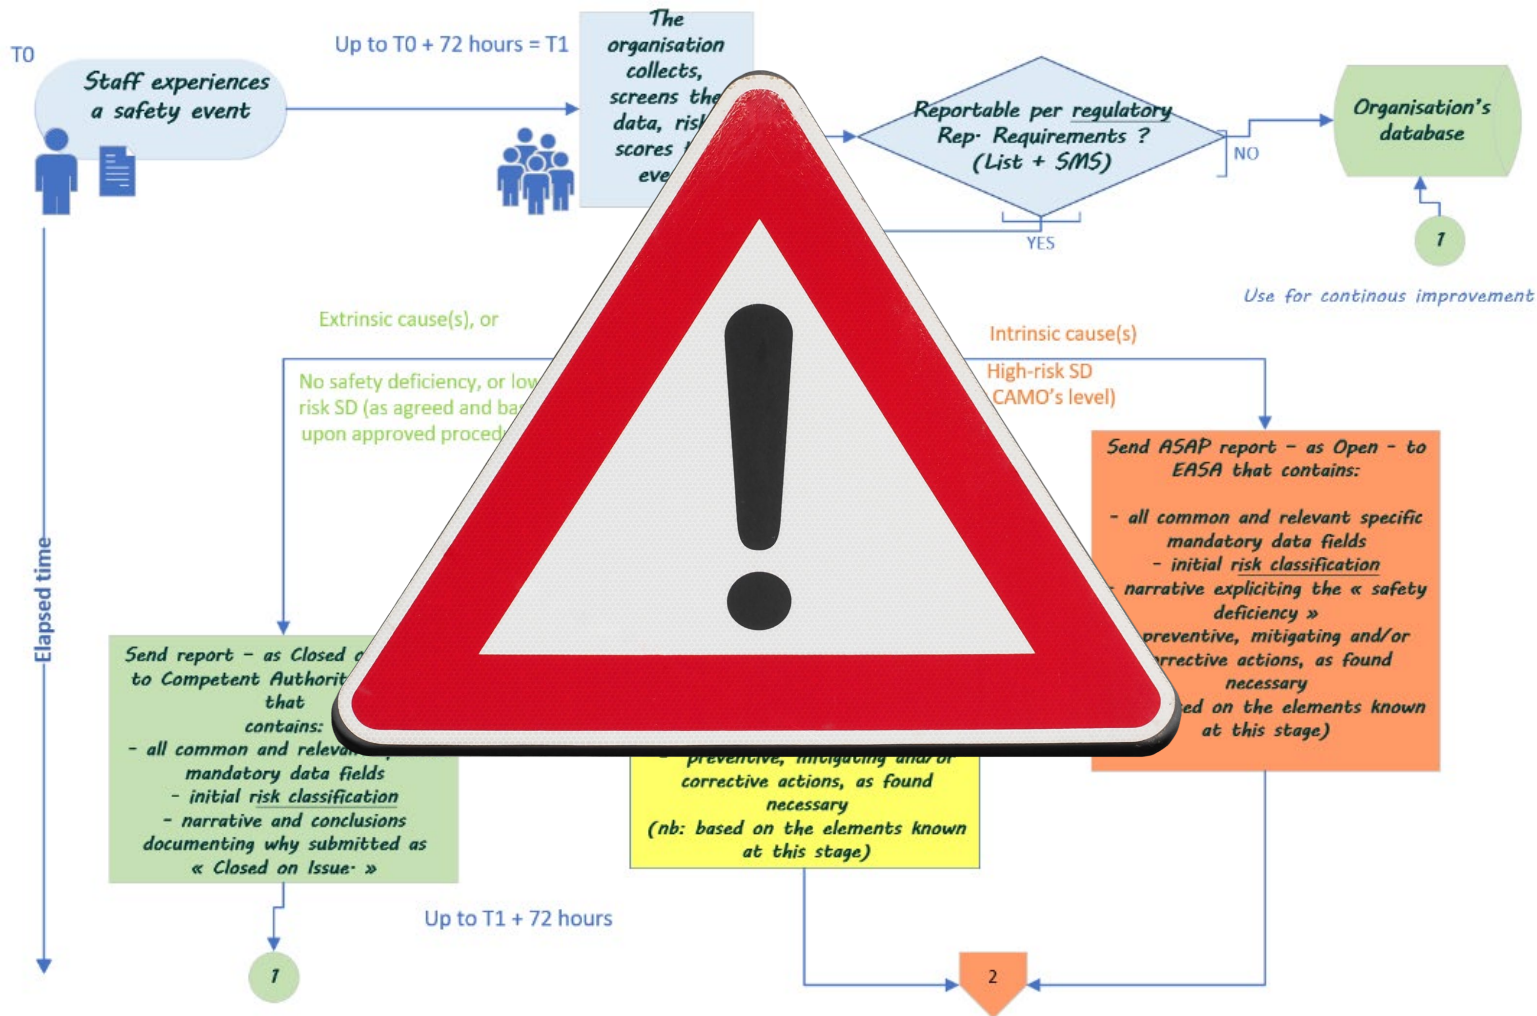 T0
Staff experiences
a safety event
Up to T0 + 72 hours = T1
The
organisation
collects,
screens the
data, risk
scores
Reportable per regulatory
Rep. Requirements ?
(List + SMS)
NO
YES
Organisation's
database
1
Use for continous improvement
Elapsed time
Extrinsic cause(s), or
No safety deficiency, or low
risk SD (as agreed and
upon approved
Intrinsic cause(s)
High-risk SD
CAMO's level)
Send report – as Closed
to Competent
that
contains:
- all common and
mandatory data fields
- initial risk classification
- narrative and conclusions
documenting why submitted as
« Closed on Issue. »
1
Up to T1 + 72 hours
preventive, mitigating and/or
corrective actions, as found
necessary
(nb: based on the elements known
at this stage)
Send ASAP report – as Open - to
EASA that contains:
- all common and relevant specific
mandatory data fields
- initial risk classification
narrative expliciting the « safety
deficiency »
preventive, mitigating and/or
actions, as found
necessary
on the elements known
at this stage)
2